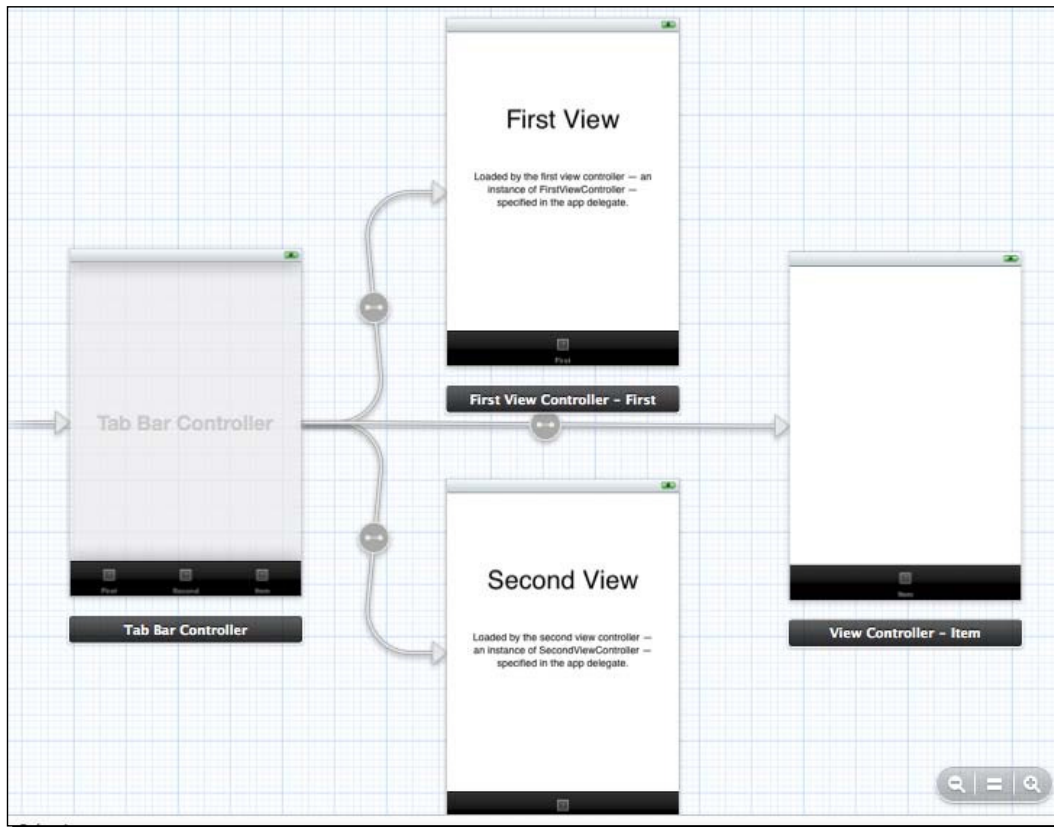 First View
Loaded by the first view controller — an
instance of FirstViewController —
specified in the app delegate.
First
First View Controller – First
Tab Bar Controller
First Second Item
Tab Bar Controller
Second View
Loaded by the second view controller —
an instance of SecondViewController —
specified in the app delegate.
Item
View Controller – Item